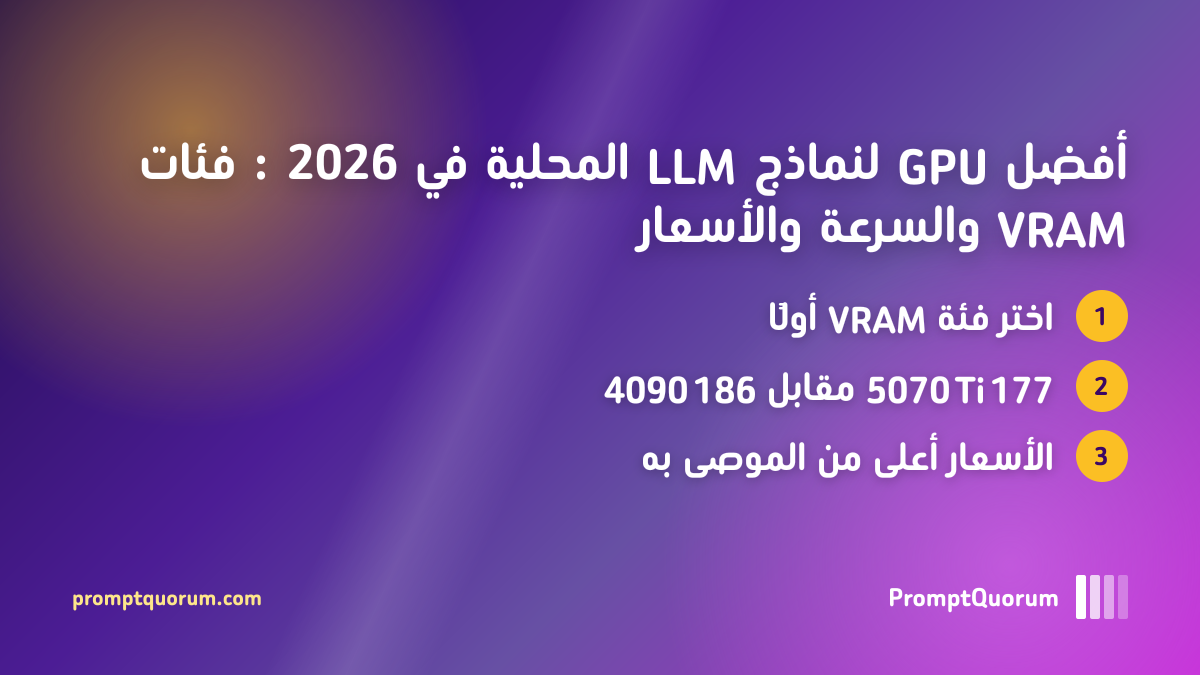 أفضل GPU لنماذج LLM المحلية في 2026 : فئات
VRAM والسرعة والأسعار
1 اختر فئة VRAM أولًا
2 5070 Ti 177 مقابل 4090 186
3 الأسعار أعلى من الموصى به
PromptQuorum
promptquorum.com